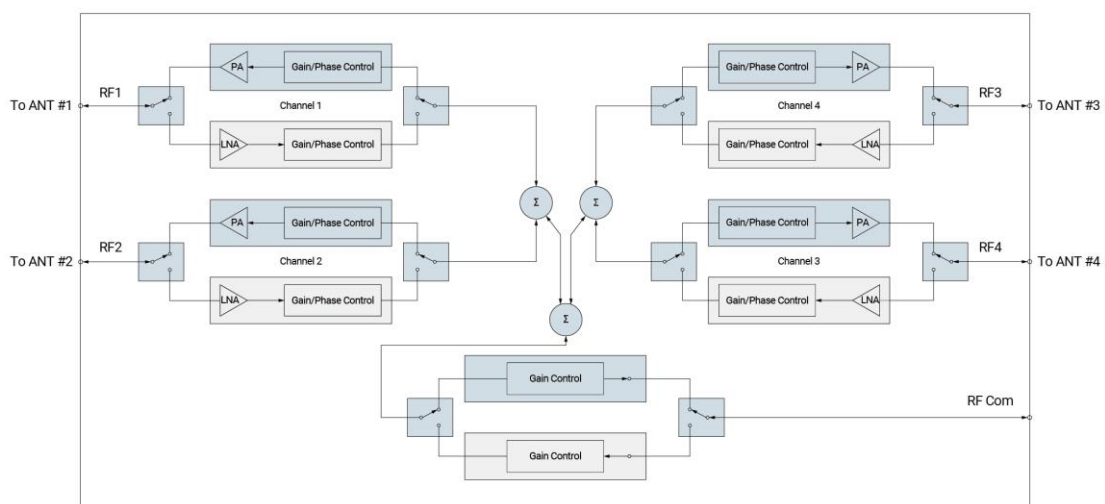 PA
Gain/Phase Control
RF1
To ANT #1
Channel 1
LNA
Gain/Phase Control
Gain/Phase Control
PA
RF3
To ANT #3
Channel 4
Gain/Phase Control
LNA
Σ
Σ
PA
Gain/Phase Control
RF2
To ANT #2
Channel 2
LNA
Gain/Phase Control
Gain/Phase Control
PA
RF4
To ANT #4
Channel 3
Gain/Phase Control
LNA
Σ
Gain Control
RF Com
Gain Control